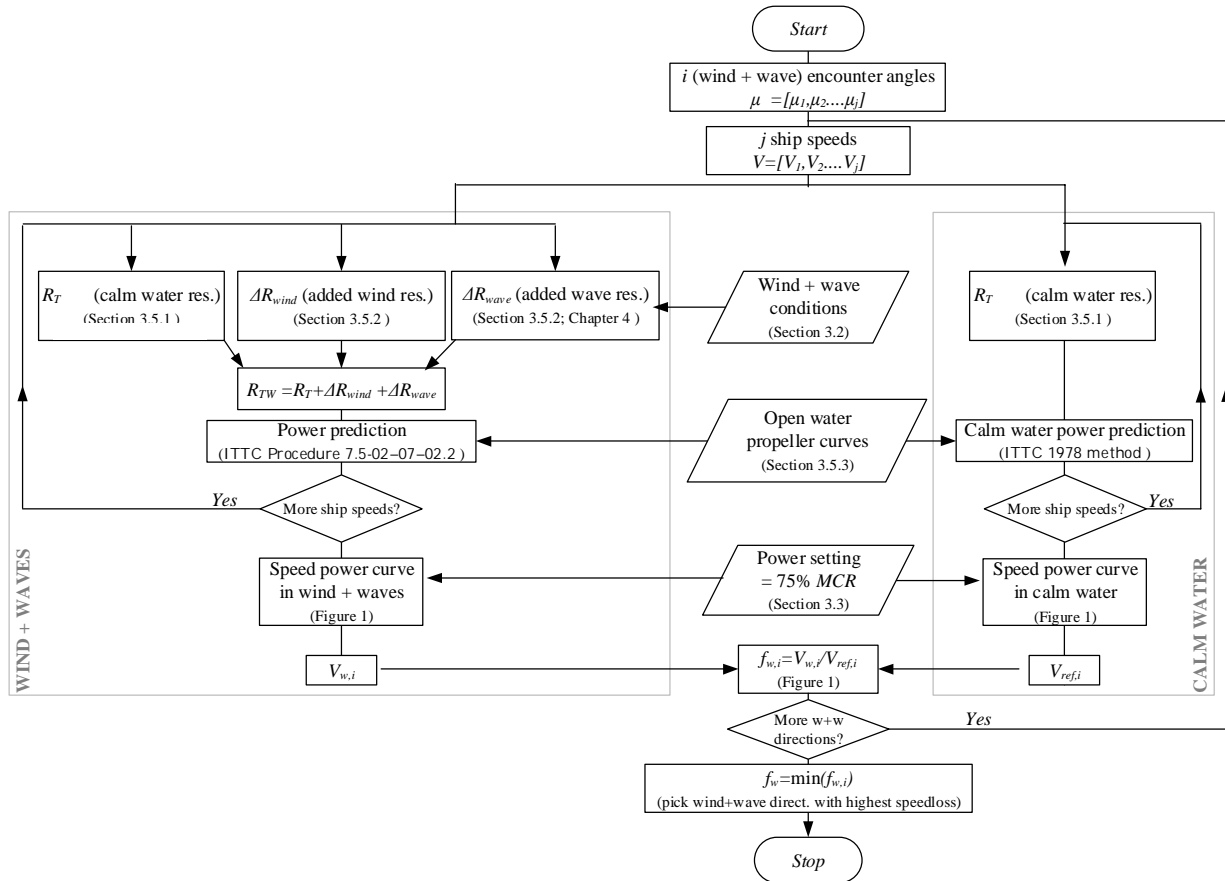 Start
i (wind + wave) encounter angles
μ =[μ1,μ2....μj]
j ship speeds
V=[V1,V2.... Vj]
RT (calm water res.)
(Section 3.5.1)
ΔRwind (added wind res.)
(Section 3.5.2)
ΔRwave (added wave res.)
(Section 3.5.2; Chapter 4 )
Wind + wave
conditions
(Section 3.2)
RT (calm water res.)
(Section 3.5.1)
RTW =RT+ΔRwind +ΔRwave
Power prediction
(ITTC Procedure 7.5-02–07–02.2 )
Open water
propeller curves
(Section 3.5.3)
Calm water power prediction
(ITTC 1978 method )
Yes
More ship speeds?
More ship speeds?
Yes
WIND + WAVES
Speed power curve
in wind + waves
(Figure 1)
Power setting
= 75% MCR
(Section 3.3)
Speed power curve
in calm water
(Figure 1)
CALM WATER
Vw,i
fw,i=Vw,i/Vref,i
(Figure 1)
Vref,i
More w+w
directions?
Yes
fw=min(fw,i)
(pick wind+wave direct. with highest speedloss)
Stop